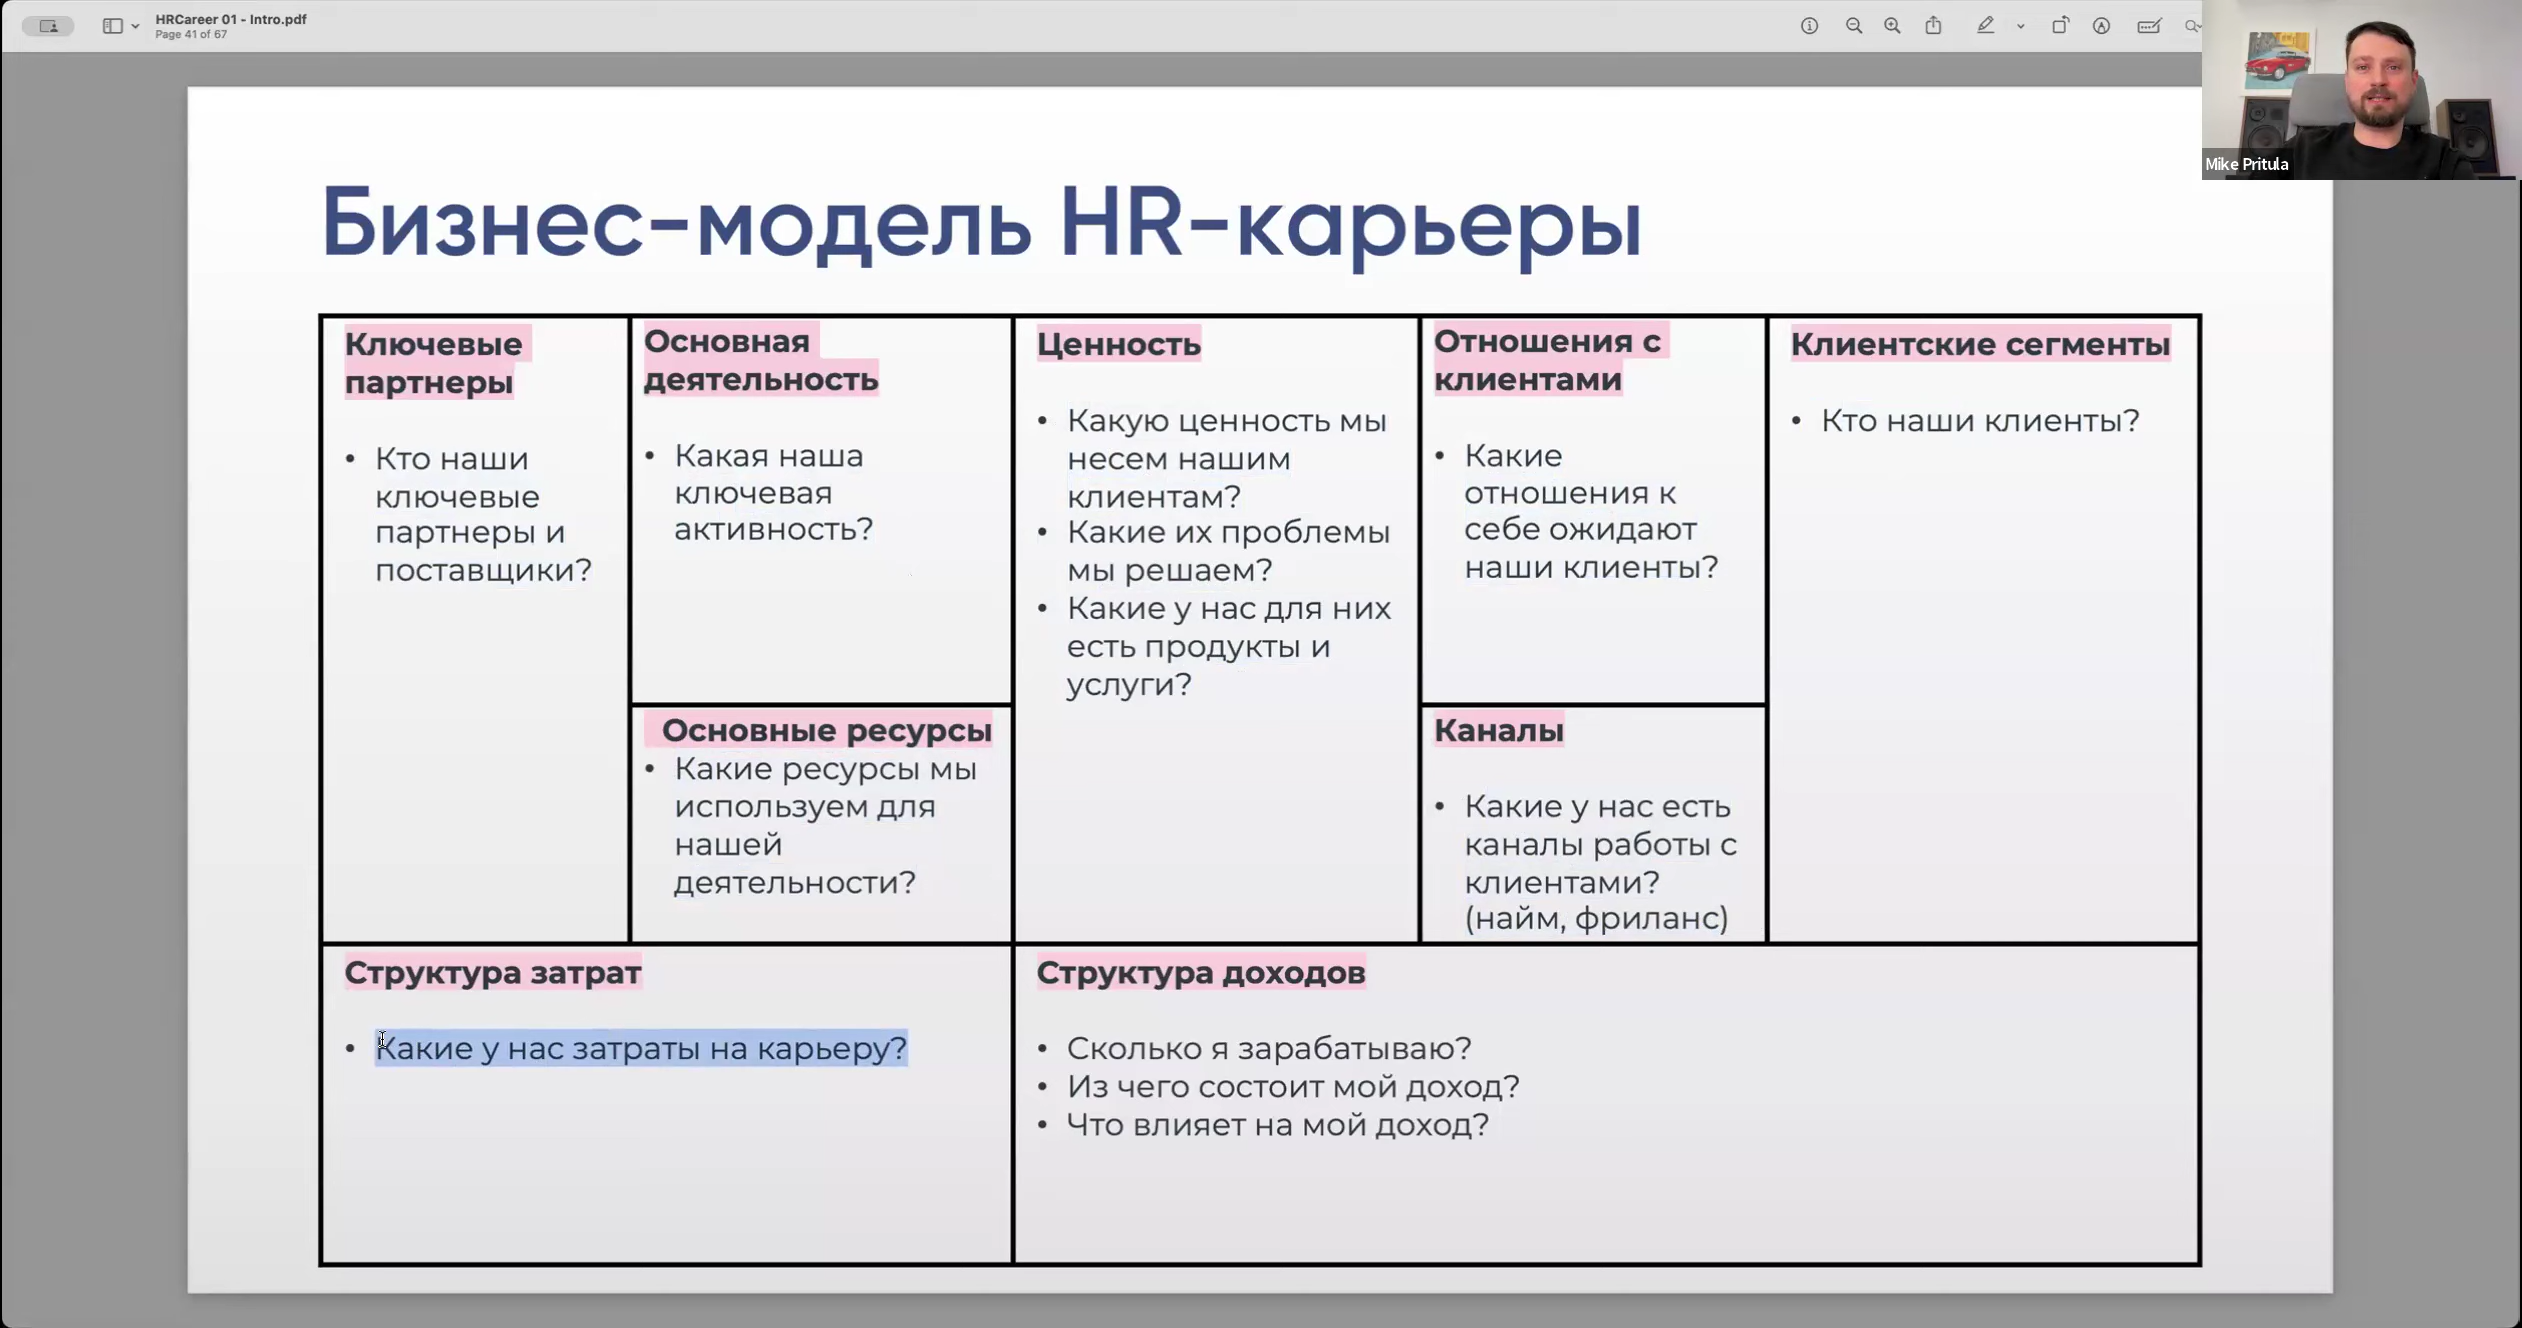 HRCareer 01 - Intro.pdf
Page 41 of 67
Mike Pritula
Бизнес-модель HR-карьеры
Ключевые
партнеры
• Кто наши
ключевые
партнеры и
поставщики?
Основная
деятельность
• Какая наша
ключевая
активность?
Основные ресурсы
• Какие ресурсы мы
используем для
нашей
деятельности?
Ценность
• Какую ценность мы
несем нашим
клиентам?
• Какие их проблемы
мы решаем?
• Какие у нас для них
есть продукты и
услуги?
Отношения с
клиентами
• Какие
отношения к
себе ожидают
наши клиенты?
Каналы
• Какие у нас есть
каналы работы с
клиентами?
(найм, фриланс)
Клиентские сегменты
• Кто наши клиенты?
Структура затрат
• Какие у нас затраты на карьеру?
Структура доходов
• Сколько я зарабатываю?
• Из чего состоит мой доход?
• Что влияет на мой доход?